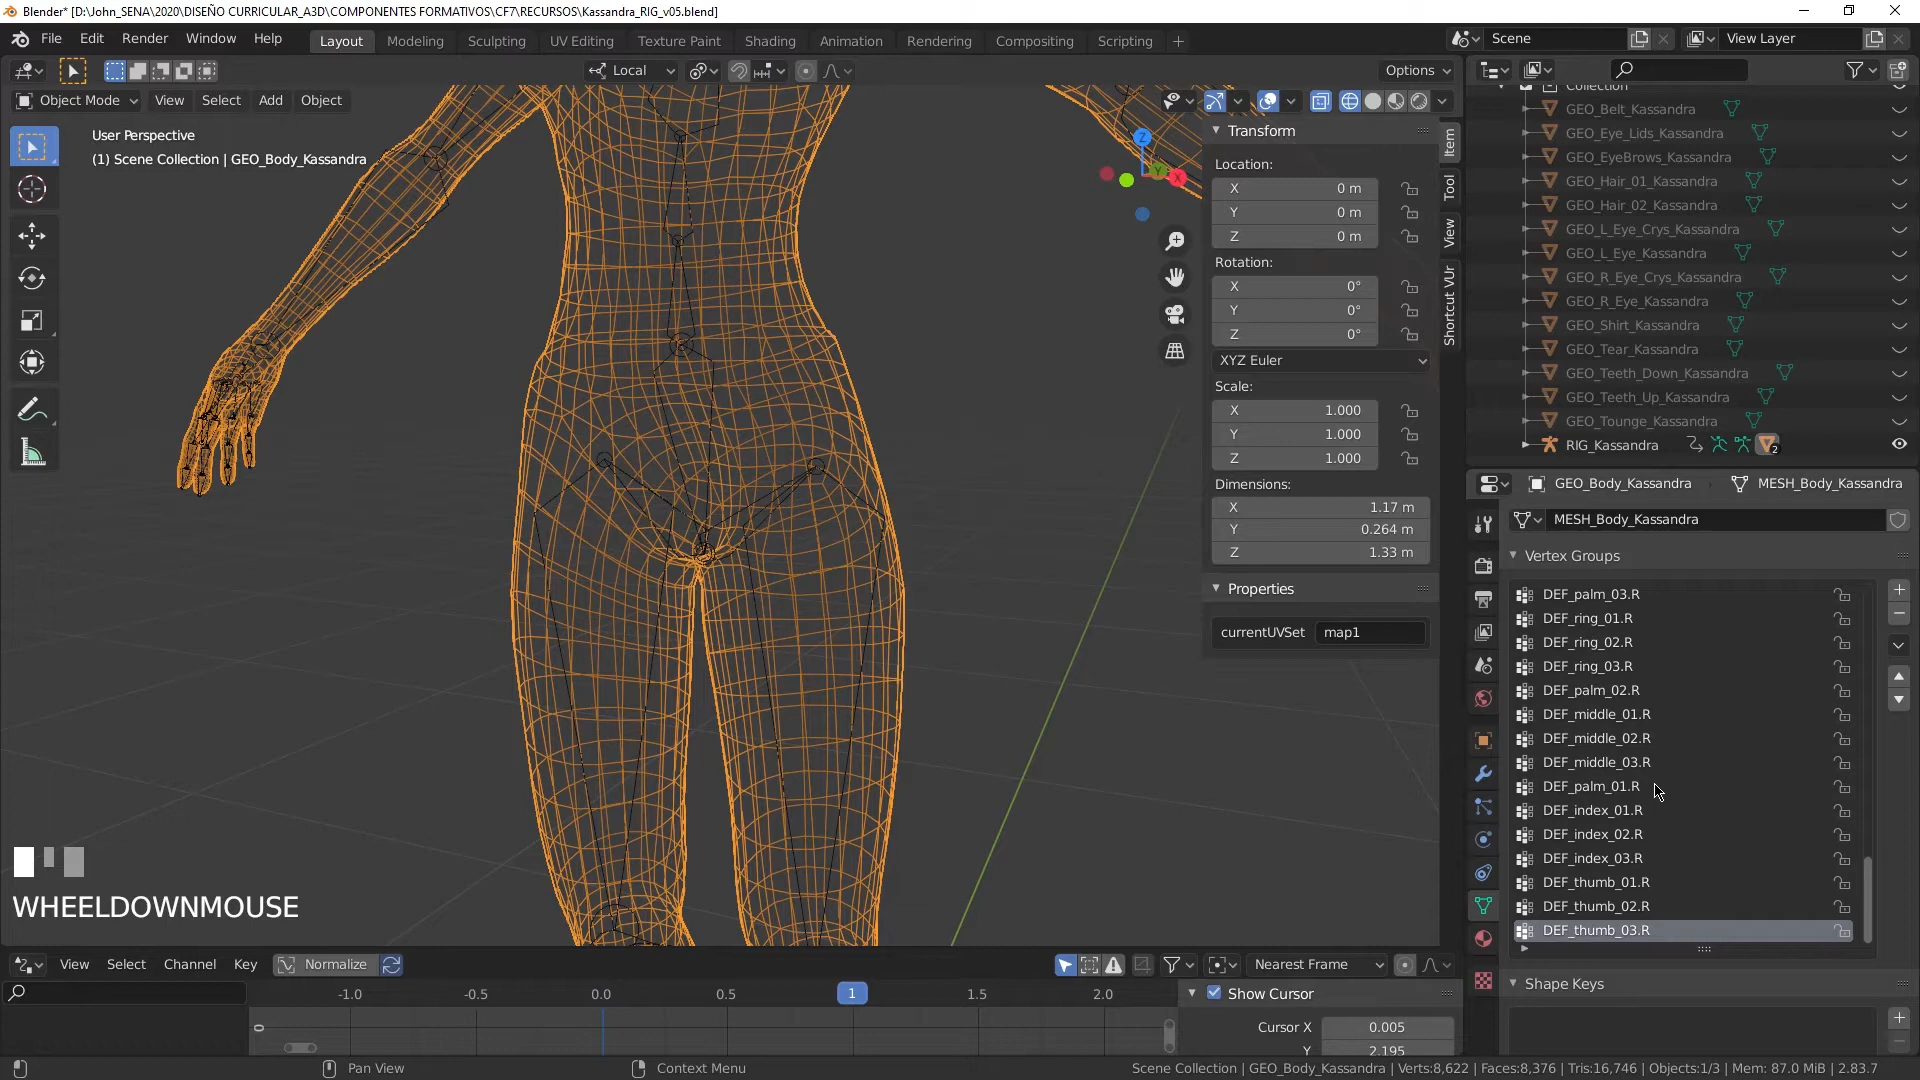 Blender* [D:\John_SENA\2020\DISEÑO CURRICULAR_A3D\COMPONENTES FORMATIVOS\CF7\RECURSOS\Kassandra_RIG_v05.blend]
File Edit Render Window Help Layout Modeling Sculpting UV Editing Texture Paint Shading Animation Rendering Compositing Scripting + Scene View Layer
Local Options
Object Mode View Select Add Object
User Perspective
(1) Scene Collection | GEO_Body_Kassandra
Z
Y
X
Transform
Location:
X 0 m
Y 0 m
Z 0 m
Rotation:
X 0°
Y 0°
Z 0°
XYZ Euler
Scale:
X 1.000
Y 1.000
Z 1.000
Dimensions:
X 1.17 m
Y 0.264 m
Z 1.33 m
Properties
currentUVSet map1
Item
Tool
View
Shortcut VUr
Collection
GEO_Belt_Kassandra
GEO_Eye_Lids_Kassandra
GEO_EyeBrows_Kassandra
GEO_Hair_01_Kassandra
GEO_Hair_02_Kassandra
GEO_L_Eye_Crys_Kassandra
GEO_L_Eye_Kassandra
GEO_R_Eye_Crys_Kassandra
GEO_R_Eye_Kassandra
GEO_Shirt_Kassandra
GEO_Tear_Kassandra
GEO_Teeth_Down_Kassandra
GEO_Teeth_Up_Kassandra
GEO_Tounge_Kassandra
RIG_Kassandra 2
GEO_Body_Kassandra MESH_Body_Kassandra
MESH_Body_Kassandra
Vertex Groups
DEF_palm_03.R
DEF_ring_01.R
DEF_ring_02.R
DEF_ring_03.R
DEF_palm_02.R
DEF_middle_01.R
DEF_middle_02.R
DEF_middle_03.R
DEF_palm_01.R
DEF_index_01.R
DEF_index_02.R
DEF_index_03.R
DEF_thumb_01.R
DEF_thumb_02.R
DEF_thumb_03.R
Shape Keys
WHEELDOWNMOUSE
View Select Channel Key Normalize Nearest Frame
-1.0 -0.5 0.0 0.5 1 1.5 2.0
0
Show Cursor
Cursor X 0.005
Y 2.195
Pan View Context Menu Scene Collection | GEO_Body_Kassandra | Verts:8,622 | Faces:8,376 | Tris:16,746 | Objects:1/3 | Mem: 87.0 MiB | 2.83.7